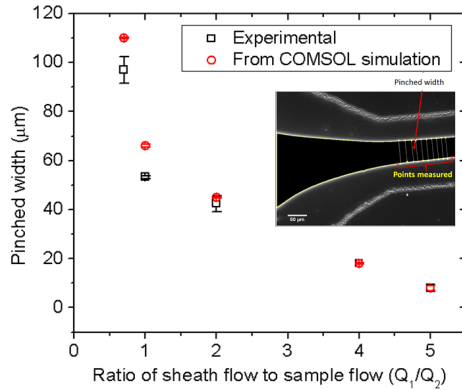 120
100
80
60
40
20
0
Pinched width (μm)
Experimental
From COMSOL simulation
Pinched width
Points measured
60 μm
0 1 2 3 4 5
Ratio of sheath flow to sample flow (Q₁/Q₂)